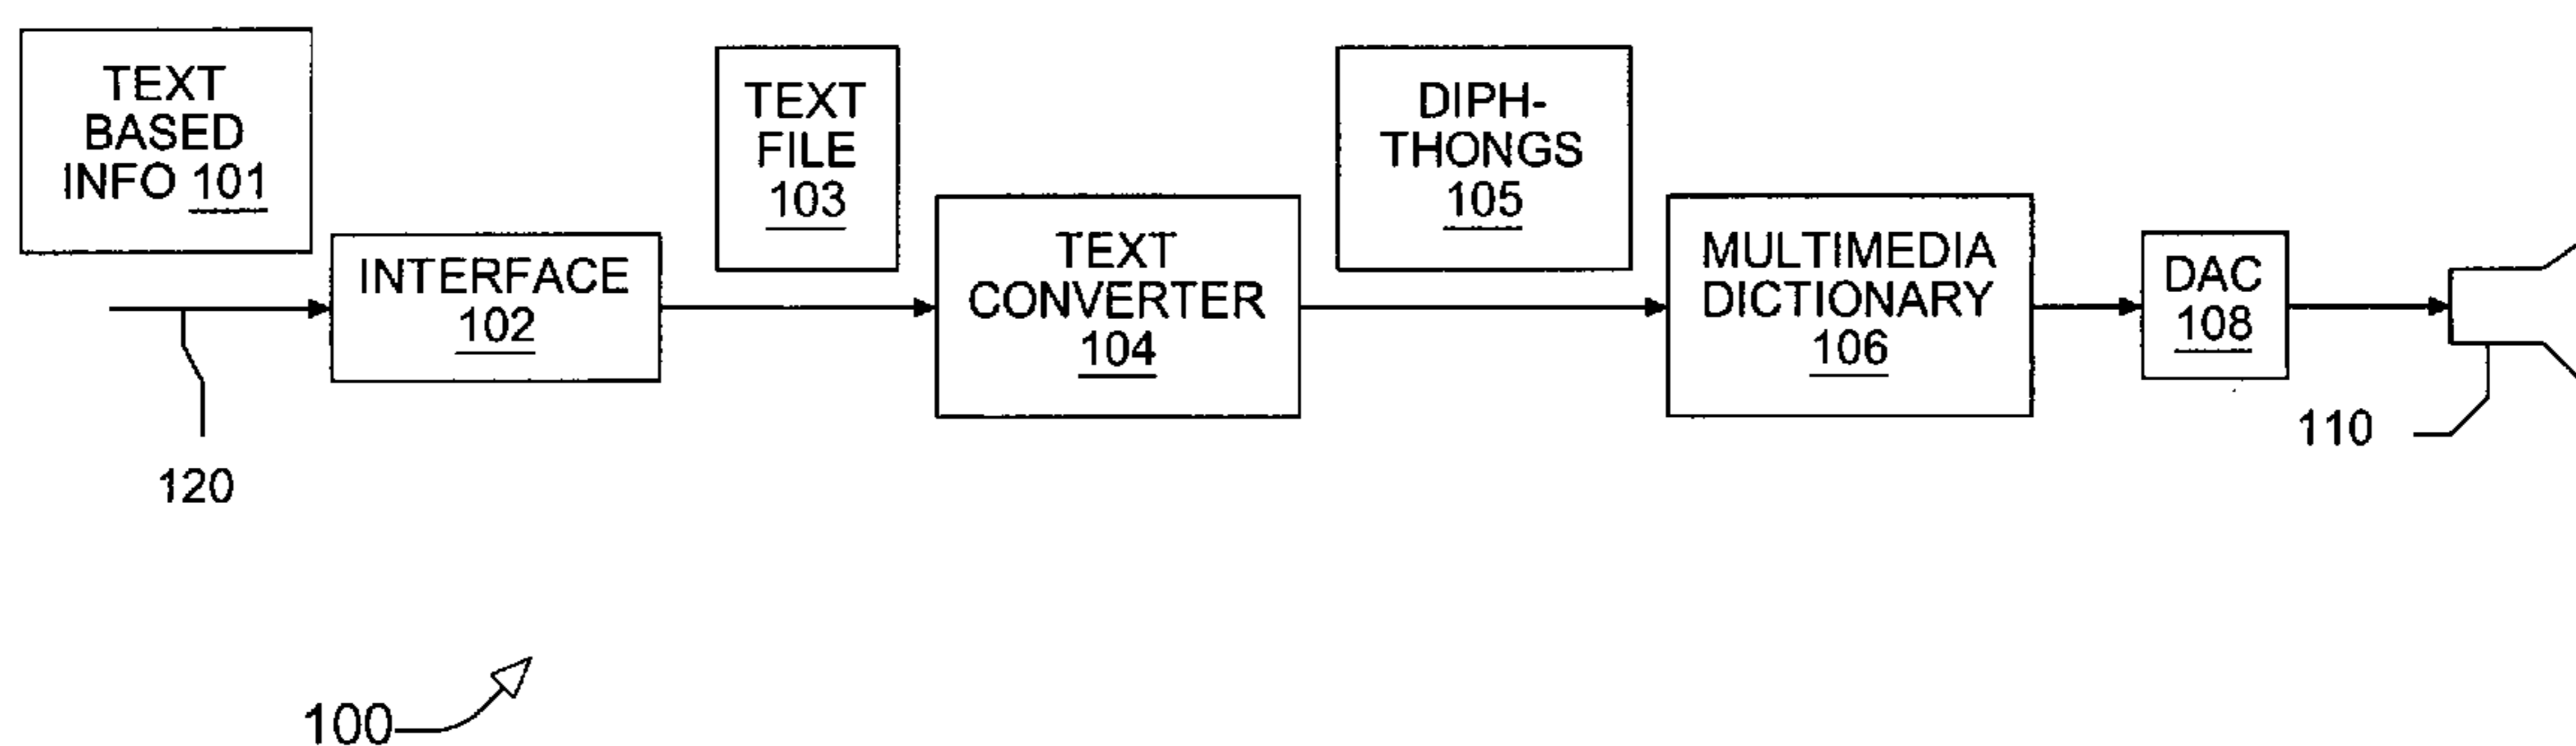 TEXT
BASED
INFO 101
INTERFACE
102
TEXT
FILE
103
TEXT
CONVERTER
104
DIPH-
THONGS
105
MULTIMEDIA
DICTIONARY
106
DAC
108
110
120
100